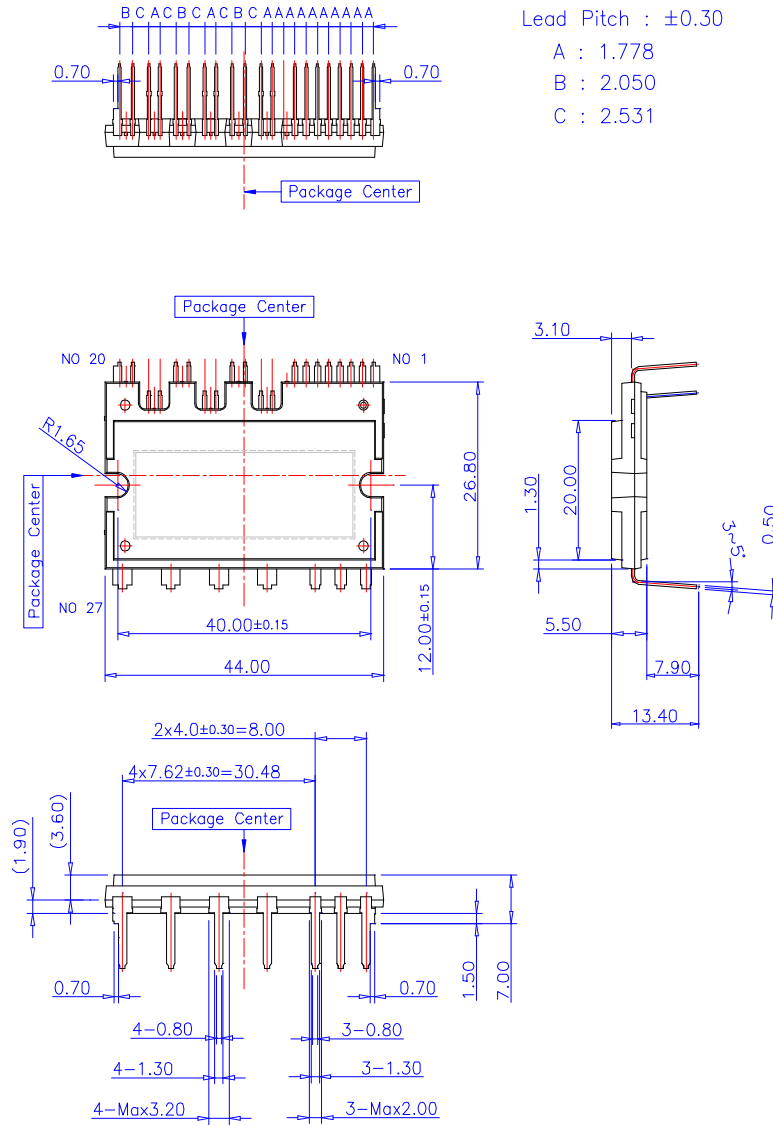 B C A C B C A C B C A A A A A A A A A A
Lead Pitch : ±0.30
A : 1.778
B : 2.050
C : 2.531
0.70
0.70
Package Center
Package Center
NO 20
NO 1
R1.65
Package Center
26.80
12.00±0.15
NO 27
40.00±0.15
44.00
3.10
1.30
20.00
3~5°
0.50
5.50
7.90
13.40
2x4.0±0.30=8.00
4x7.62±0.30=30.48
Package Center
(1.90)
(3.60)
0.70
0.70
1.50
7.00
4-0.80
3-0.80
4-1.30
3-1.30
4-Max3.20
3-Max2.00